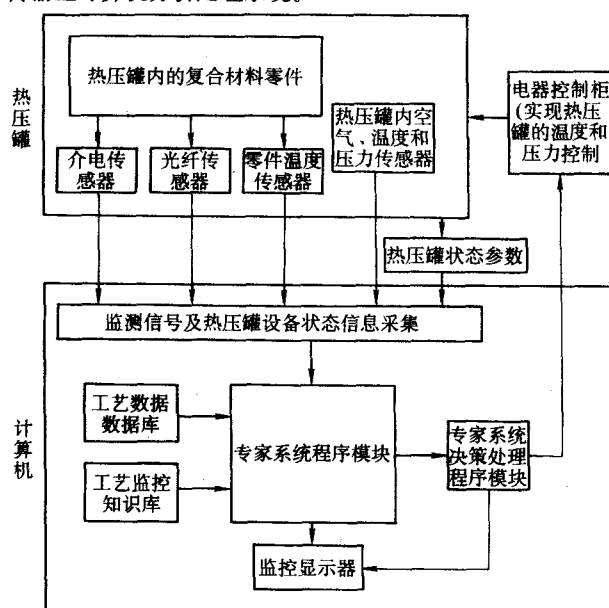 热压罐内的复合材料零件
热压罐
热压罐内空
气、温度和
压力传感器
电器控制柜
(实现热压
罐的温度和
压力控制
介电传
感器
光纤传
感器
零件温度
传感器
热压罐状态参数
监测信号及热压罐设备状态信息采集
计算机
工艺数据
数据库
工艺监控
知识库
专家系统程序模块
专家系统
决策处理
程序模块
监控显示器